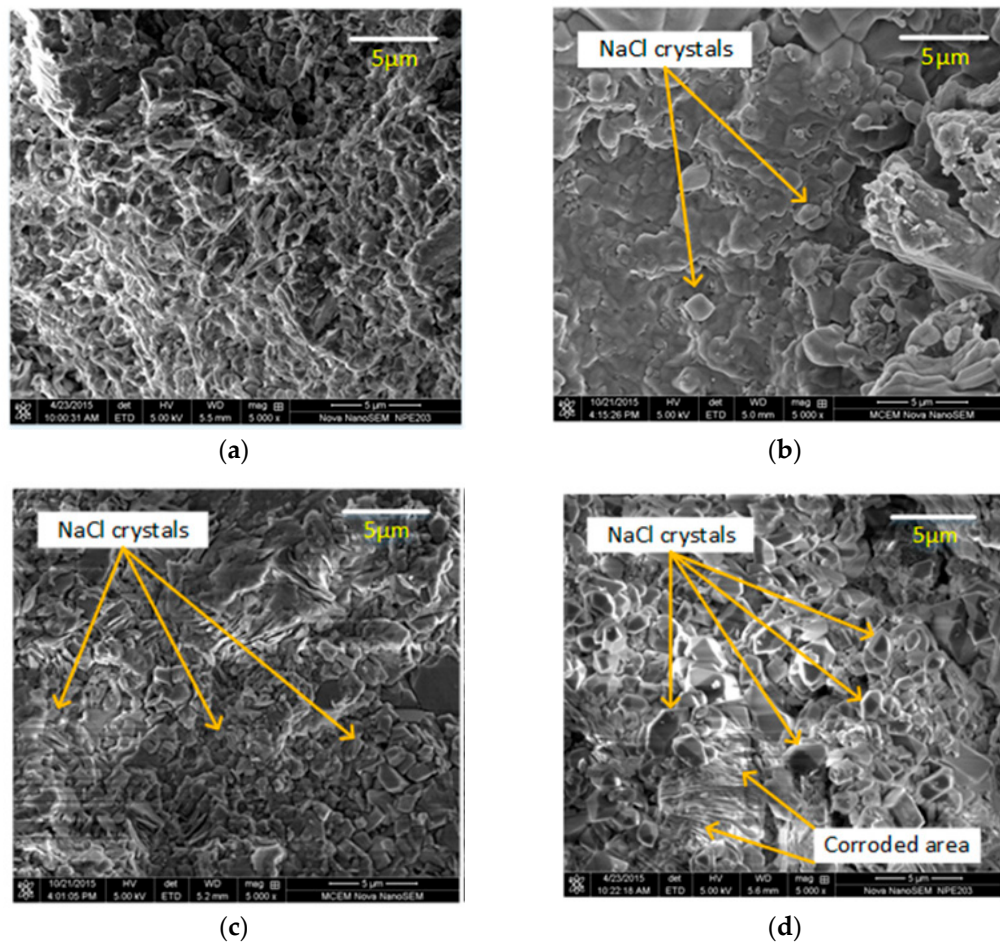 5µm
4/23/2015 det HV WD mag
10:00:31 AM ETD 5.00 kV 5.5 mm 5 000 x
5 µm
Nova NanoSEM NPE203
(a)
NaCl crystals
5µm
10/21/2015 HV det WD mag
4:15:26 PM 5.00 kV ETD 5.0 mm 5 000 x
5 µm
MCEM Nova NanoSEM
(b)
NaCl crystals
5µm
10/21/2015 HV det WD mag
4:01:05 PM 5.00 kV ETD 5.2 mm 5 000 x
5 µm
MCEM Nova NanoSEM
(c)
NaCl crystals
5µm
Corroded area
4/23/2015 det HV WD mag
10:22:18 AM ETD 5.00 kV 5.6 mm 5 000 x
5 µm
Nova NanoSEM NPE203
(d)